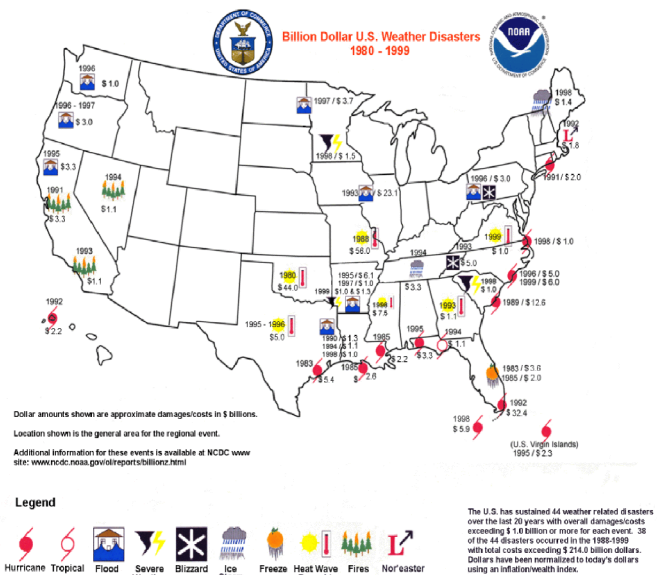 Billion Dollar U.S. Weather Disasters
1980 - 1999
NOAA
DEPARTMENT OF COMMERCE
UNITED STATES OF AMERICA
1996
$ 1.0
1996 - 1997
$ 3.0
1995
$3.3
1991
$3.3
1994
$1.1
1993
$1.1
1992
$2.2
1997 / $ 3.7
1998 / $ 1.5
1993
$ 23.1
1988
$ 56.0
1980
$ 44.0
1995 - 1996
$ 5.0
1995/$ 6.1
1997 / $ 1.0
1999
$1.0 & $ 1.3
1990 / $ 1.3
1994 / $ 1.1
1998 / $ 1.0
1983
$ 5.4
1985
$ 2.2
1995
$ 3.3
1994
$ 1.1
1994
$ 3.3
1993
$ 5.0
1998
$ 1.0
1993
$ 1.1
1996 / $ 3.0
1999
$ 1.0
1998
$ 1.4
1992
$ 1.8
1991 / $ 2.0
1998 / $ 1.0
1996 / $ 5.0
1999 / $ 6.0
1989 / $ 12.6
1983 / $ 3.6
1985 / $ 2.0
1992
$ 32.4
1998
$ 5.9
(U.S. Virgin Islands)
1995 / $ 2.3
Dollar amounts shown are approximate damages/costs in $ billions.
Location shown is the general area for the regional event.
Additional information for these events is available at NCDC www
site: www.ncdc.noaa.gov/ol/reports/billionz.html
Legend
Hurricane Tropical Flood Severe Blizzard Ice Freeze Heat Wave Fires Nor'easter
The U.S. has sustained 44 weather related disasters
over the last 20 years with overall damages/costs
exceeding $ 1.0 billion or more for each event. 38
of the 44 disasters occurred in the 1988-1999
with total costs exceeding $ 214.0 billion dollars.
Dollars have been normalized to today's dollars
using an inflation/wealth index.